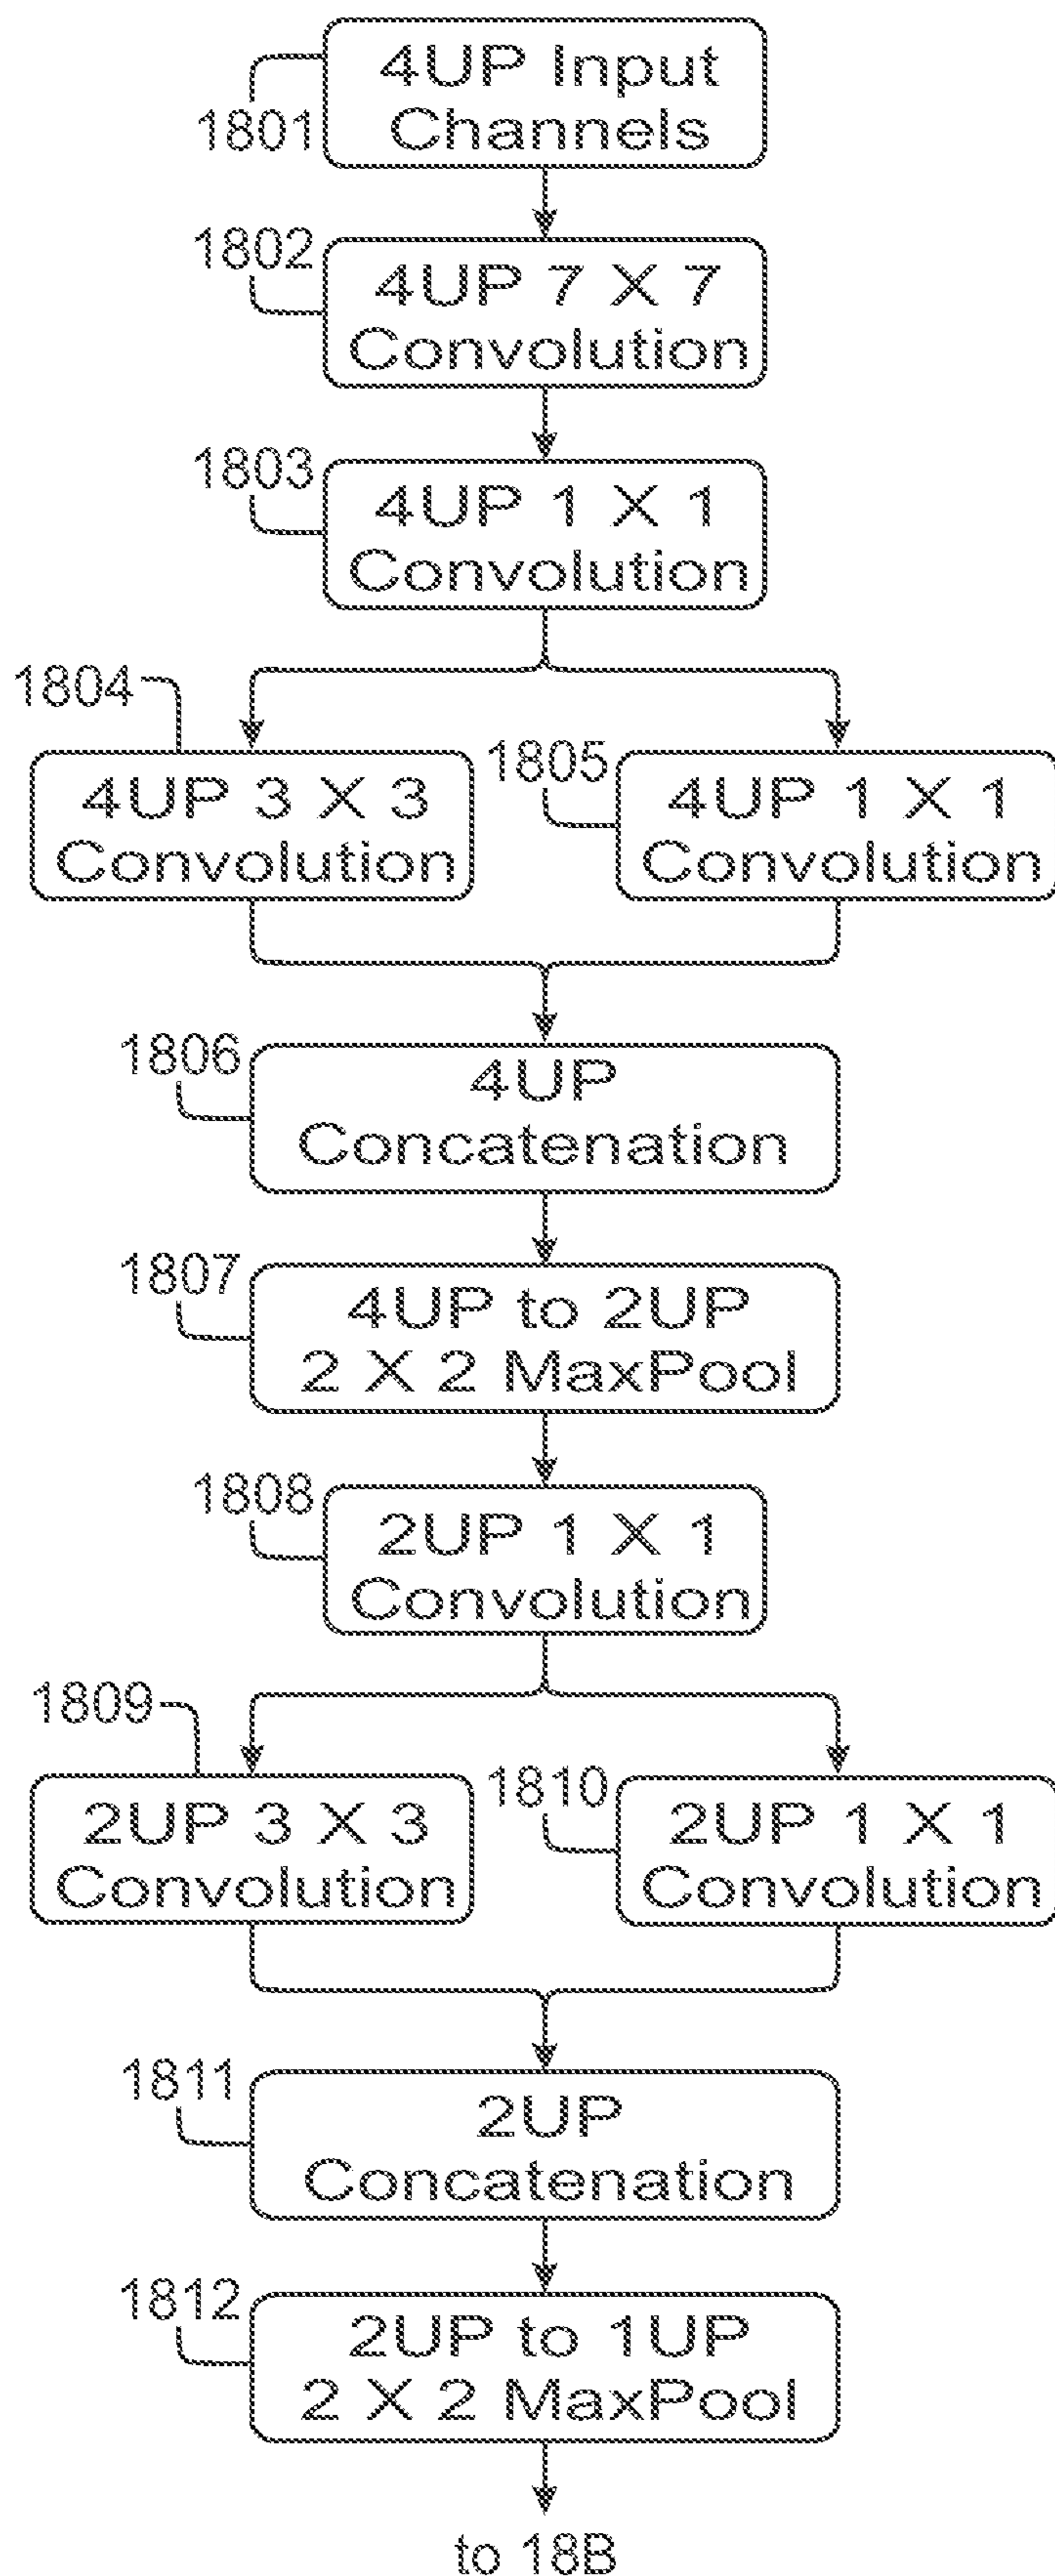 4UP Input
Channels
1801
1802
4UP 7 X 7
Convolution
1803
4UP 1 X 1
Convolution
1804
4UP 3 X 3
Convolution
1805
4UP 1 X 1
Convolution
1806
4UP
Concatenation
1807
4UP to 2UP
2 X 2 MaxPool
1808
2UP 1 X 1
Convolution
1809
2UP 3 X 3
Convolution
1810
2UP 1 X 1
Convolution
1811
2UP
Concatenation
1812
2UP to 1UP
2 X 2 MaxPool
to 18B